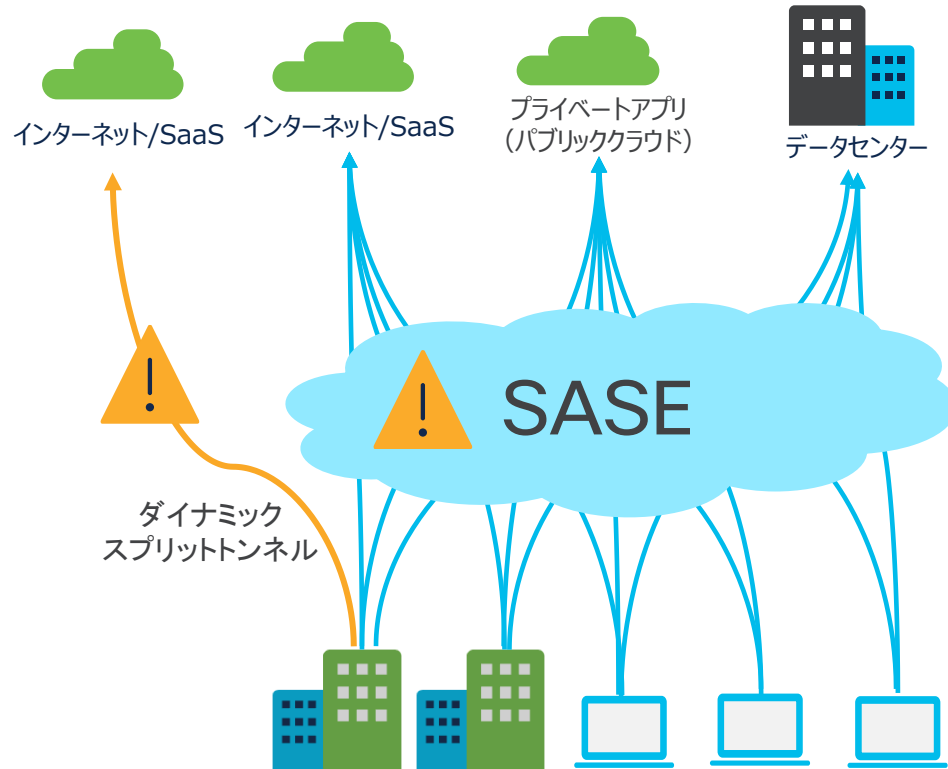 インターネット/SaaS
インターネット/SaaS
プライベートアプリ
（パブリッククラウド）
データセンター
SASE
ダイナミック
スプリットトンネル